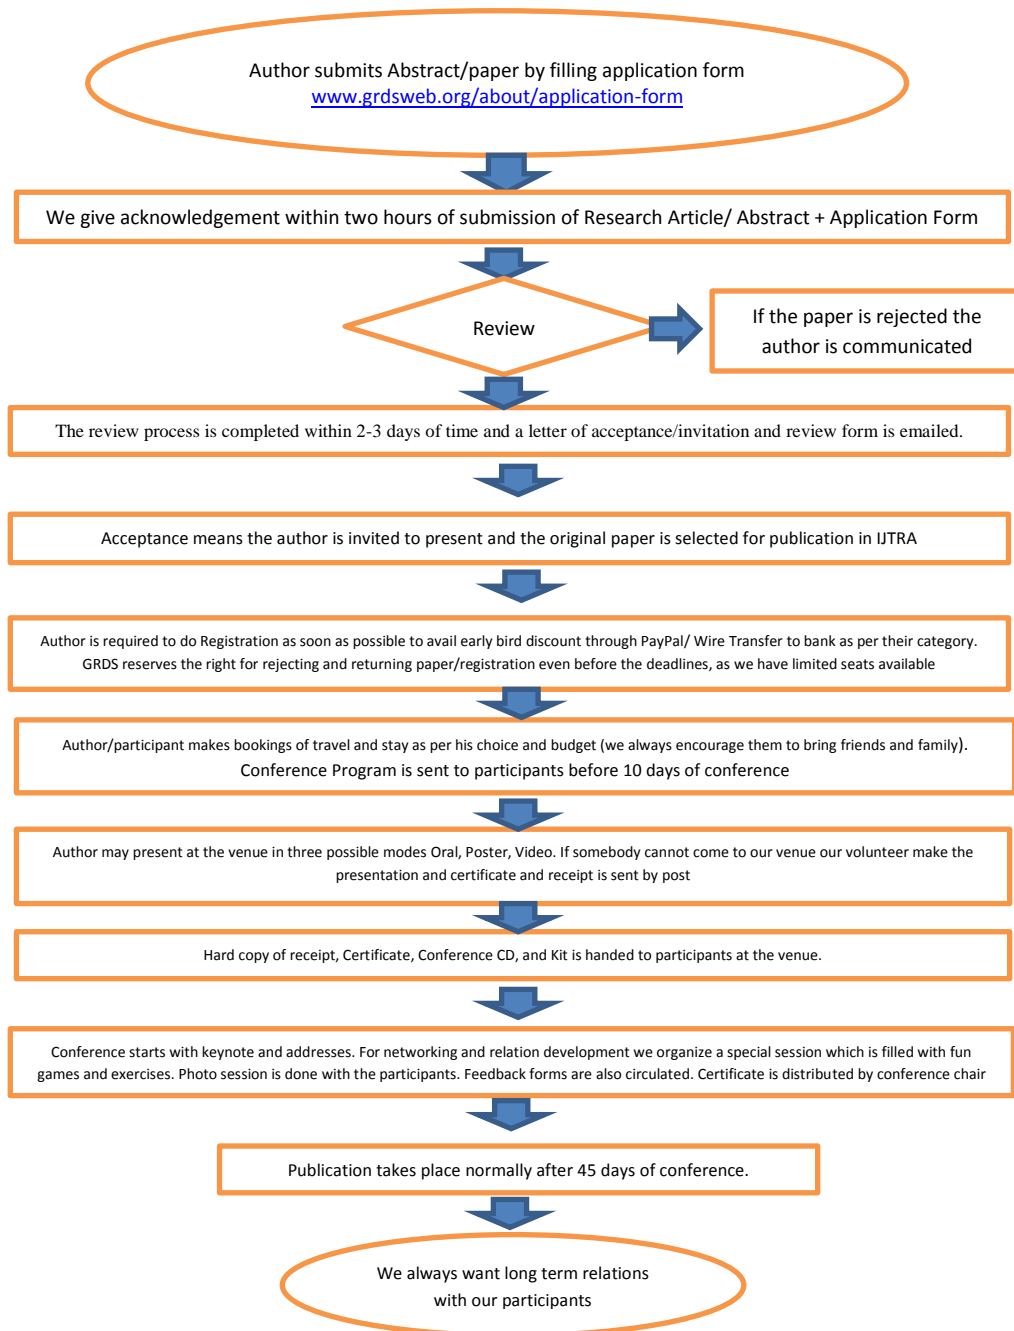 Author submits Abstract/paper by filling application form
www.grdsweb.org/about/application-form
We give acknowledgement within two hours of submission of Research Article/ Abstract + Application Form
Review
If the paper is rejected the
author is communicated
The review process is completed within 2-3 days of time and a letter of acceptance/invitation and review form is emailed.
Acceptance means the author is invited to present and the original paper is selected for publication in IJTRA
Author is required to do Registration as soon as possible to avail early bird discount through PayPal/ Wire Transfer to bank as per their category.
GRDS reserves the right for rejecting and returning paper/registration even before the deadlines, as we have limited seats available
Author/participant makes bookings of travel and stay as per his choice and budget (we always encourage them to bring friends and family).
Conference Program is sent to participants before 10 days of conference
Author may present at the venue in three possible modes Oral, Poster, Video. If somebody cannot come to our venue our volunteer make the
presentation and certificate and receipt is sent by post
Hard copy of receipt, Certificate, Conference CD, and Kit is handed to participants at the venue.
Conference starts with keynote and addresses. For networking and relation development we organize a special session which is filled with fun
games and exercises. Photo session is done with the participants. Feedback forms are also circulated. Certificate is distributed by conference chair
Publication takes place normally after 45 days of conference.
We always want long term relations
with our participants